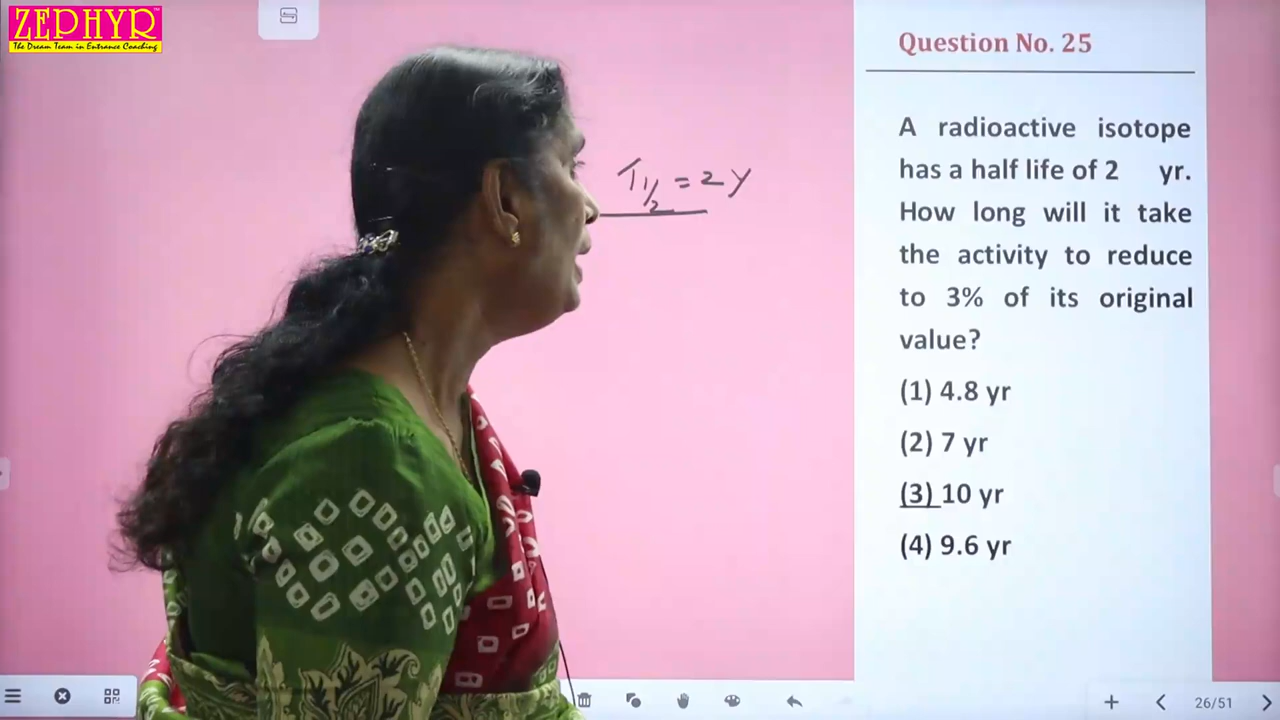 ZEPHYR™
The Dream Team in Entrance Coaching
T1/2 = 2 Y
Question No. 25
A radioactive isotope
has a half life of 2 yr.
How long will it take
the activity to reduce
to 3% of its original
value?
(1) 4.8 yr
(2) 7 yr
(3) 10 yr
(4) 9.6 yr
26/51